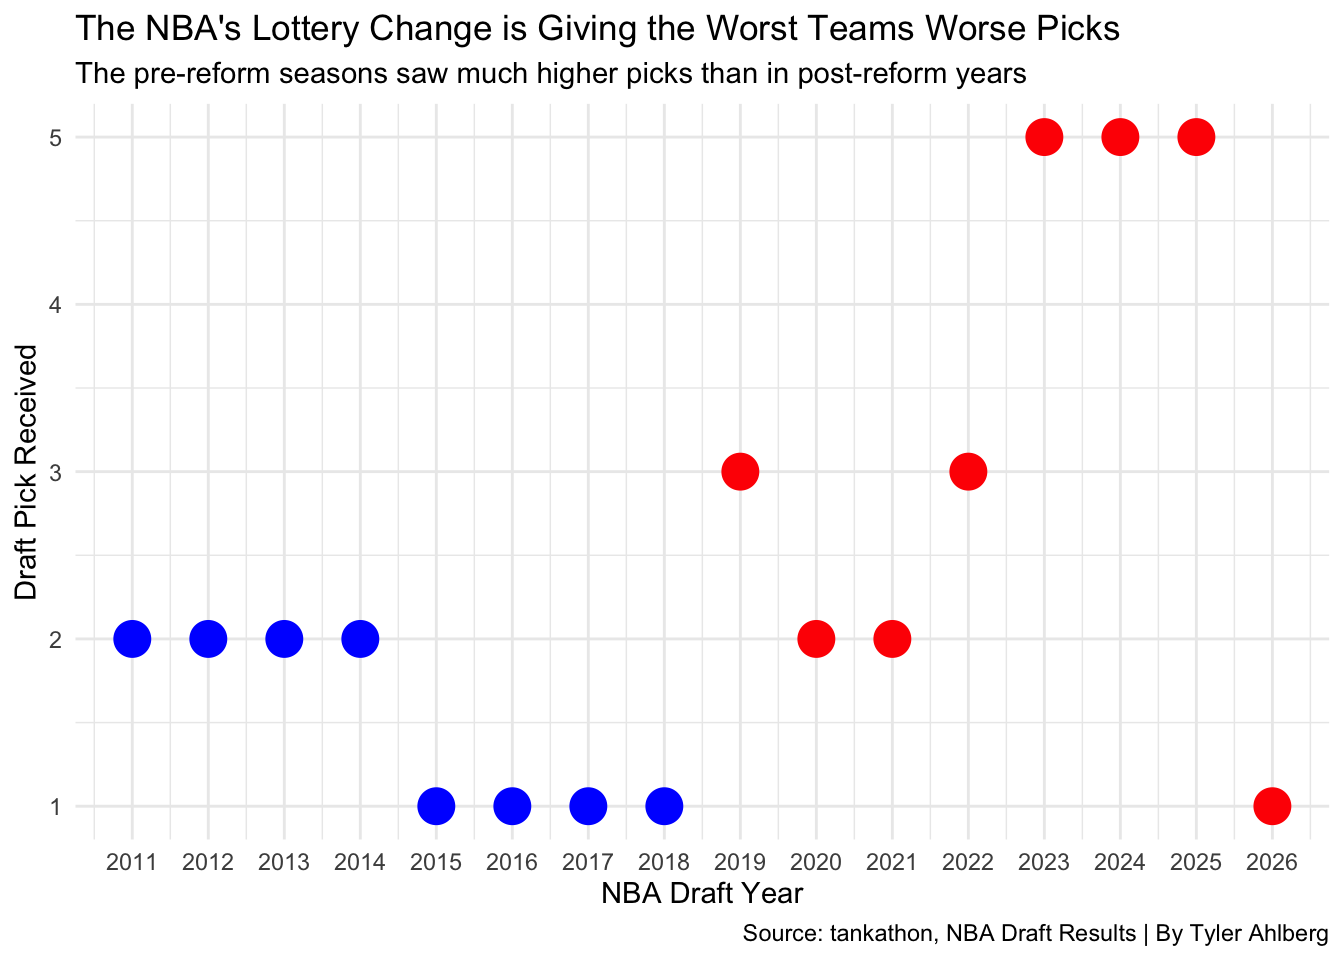 The NBA's Lottery Change is Giving the Worst Teams Worse Picks
The pre-reform seasons saw much higher picks than in post-reform years
Draft Pick Received
5
4
3
2
1
2011 2012 2013 2014 2015 2016 2017 2018 2019 2020 2021 2022 2023 2024 2025 2026
NBA Draft Year
Source: tankathon, NBA Draft Results | By Tyler Ahlberg